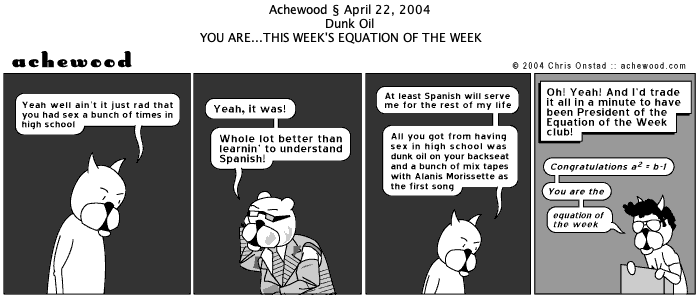 Achewood § April 22, 2004
Dunk Oil
YOU ARE...THIS WEEK'S EQUATION OF THE WEEK
achewood
© 2004 Chris Onstad :: achewood.com
Yeah well ain't it just rad that
you had sex a bunch of times in
high school
Yeah, it was!
Whole lot better than
learnin' to understand
Spanish!
At least Spanish will serve
me for the rest of my life
All you got from having
sex in high school was
dunk oil on your backseat
and a bunch of mix tapes
with Alanis Morissette as
the first song
Oh! Yeah! And I'd trade
it all in a minute to have
been President of the
Equation of the Week
club!
Congratulations a² = b-1
You are the
equation of
the week